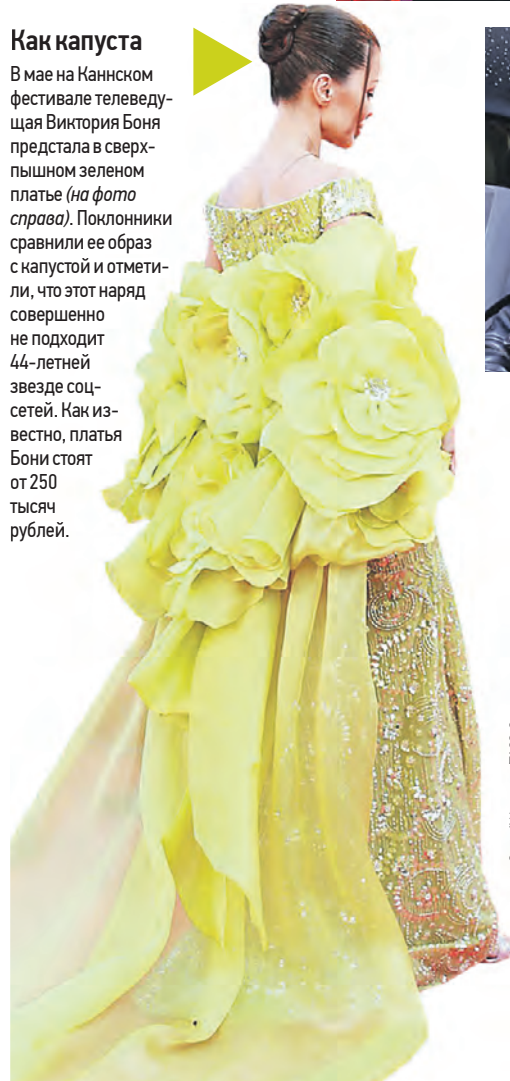 Как капуста
В мае на Каннском
фестивале телеведу-
щая Виктория Боня
предстала в сверх-
пышном зеленом
платье (на фото
справа). Поклонники
сравнили ее образ
с капустой и отмети-
ли, что этот наряд
совершенно
не подходит
44-летней
звезде соц-
сетей. Как из-
вестно, платья
Бони стоят
от 250
тысяч
рублей.